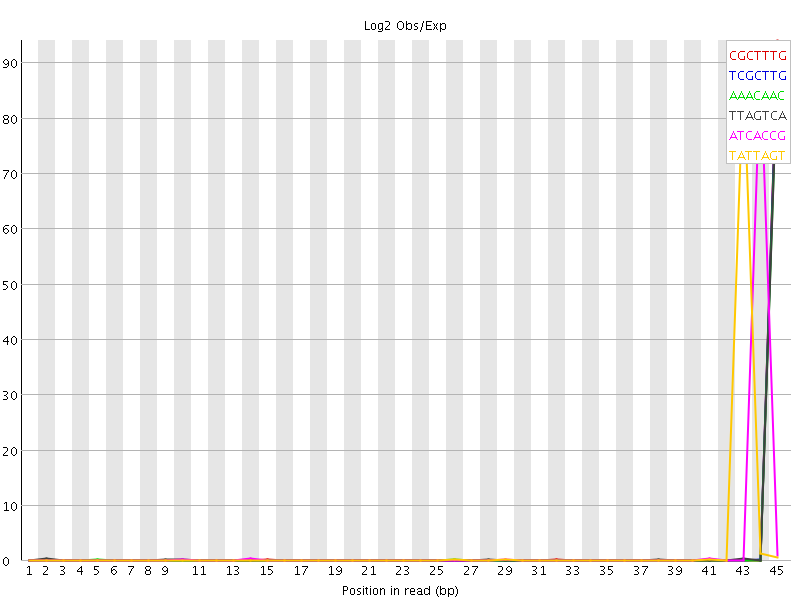 Log2 Obs/Exp
90
80
70
60
50
40
30
20
10
0
CGCTTTG
TCGCTTG
AAACAAC
TTAGTCA
ATCACCG
TATTAGT
1 2 3 4 5 6 7 8 9 11 13 15 17 19 21 23 25 27 29 31 33 35 37 39 41 43 45
Position in read (bp)